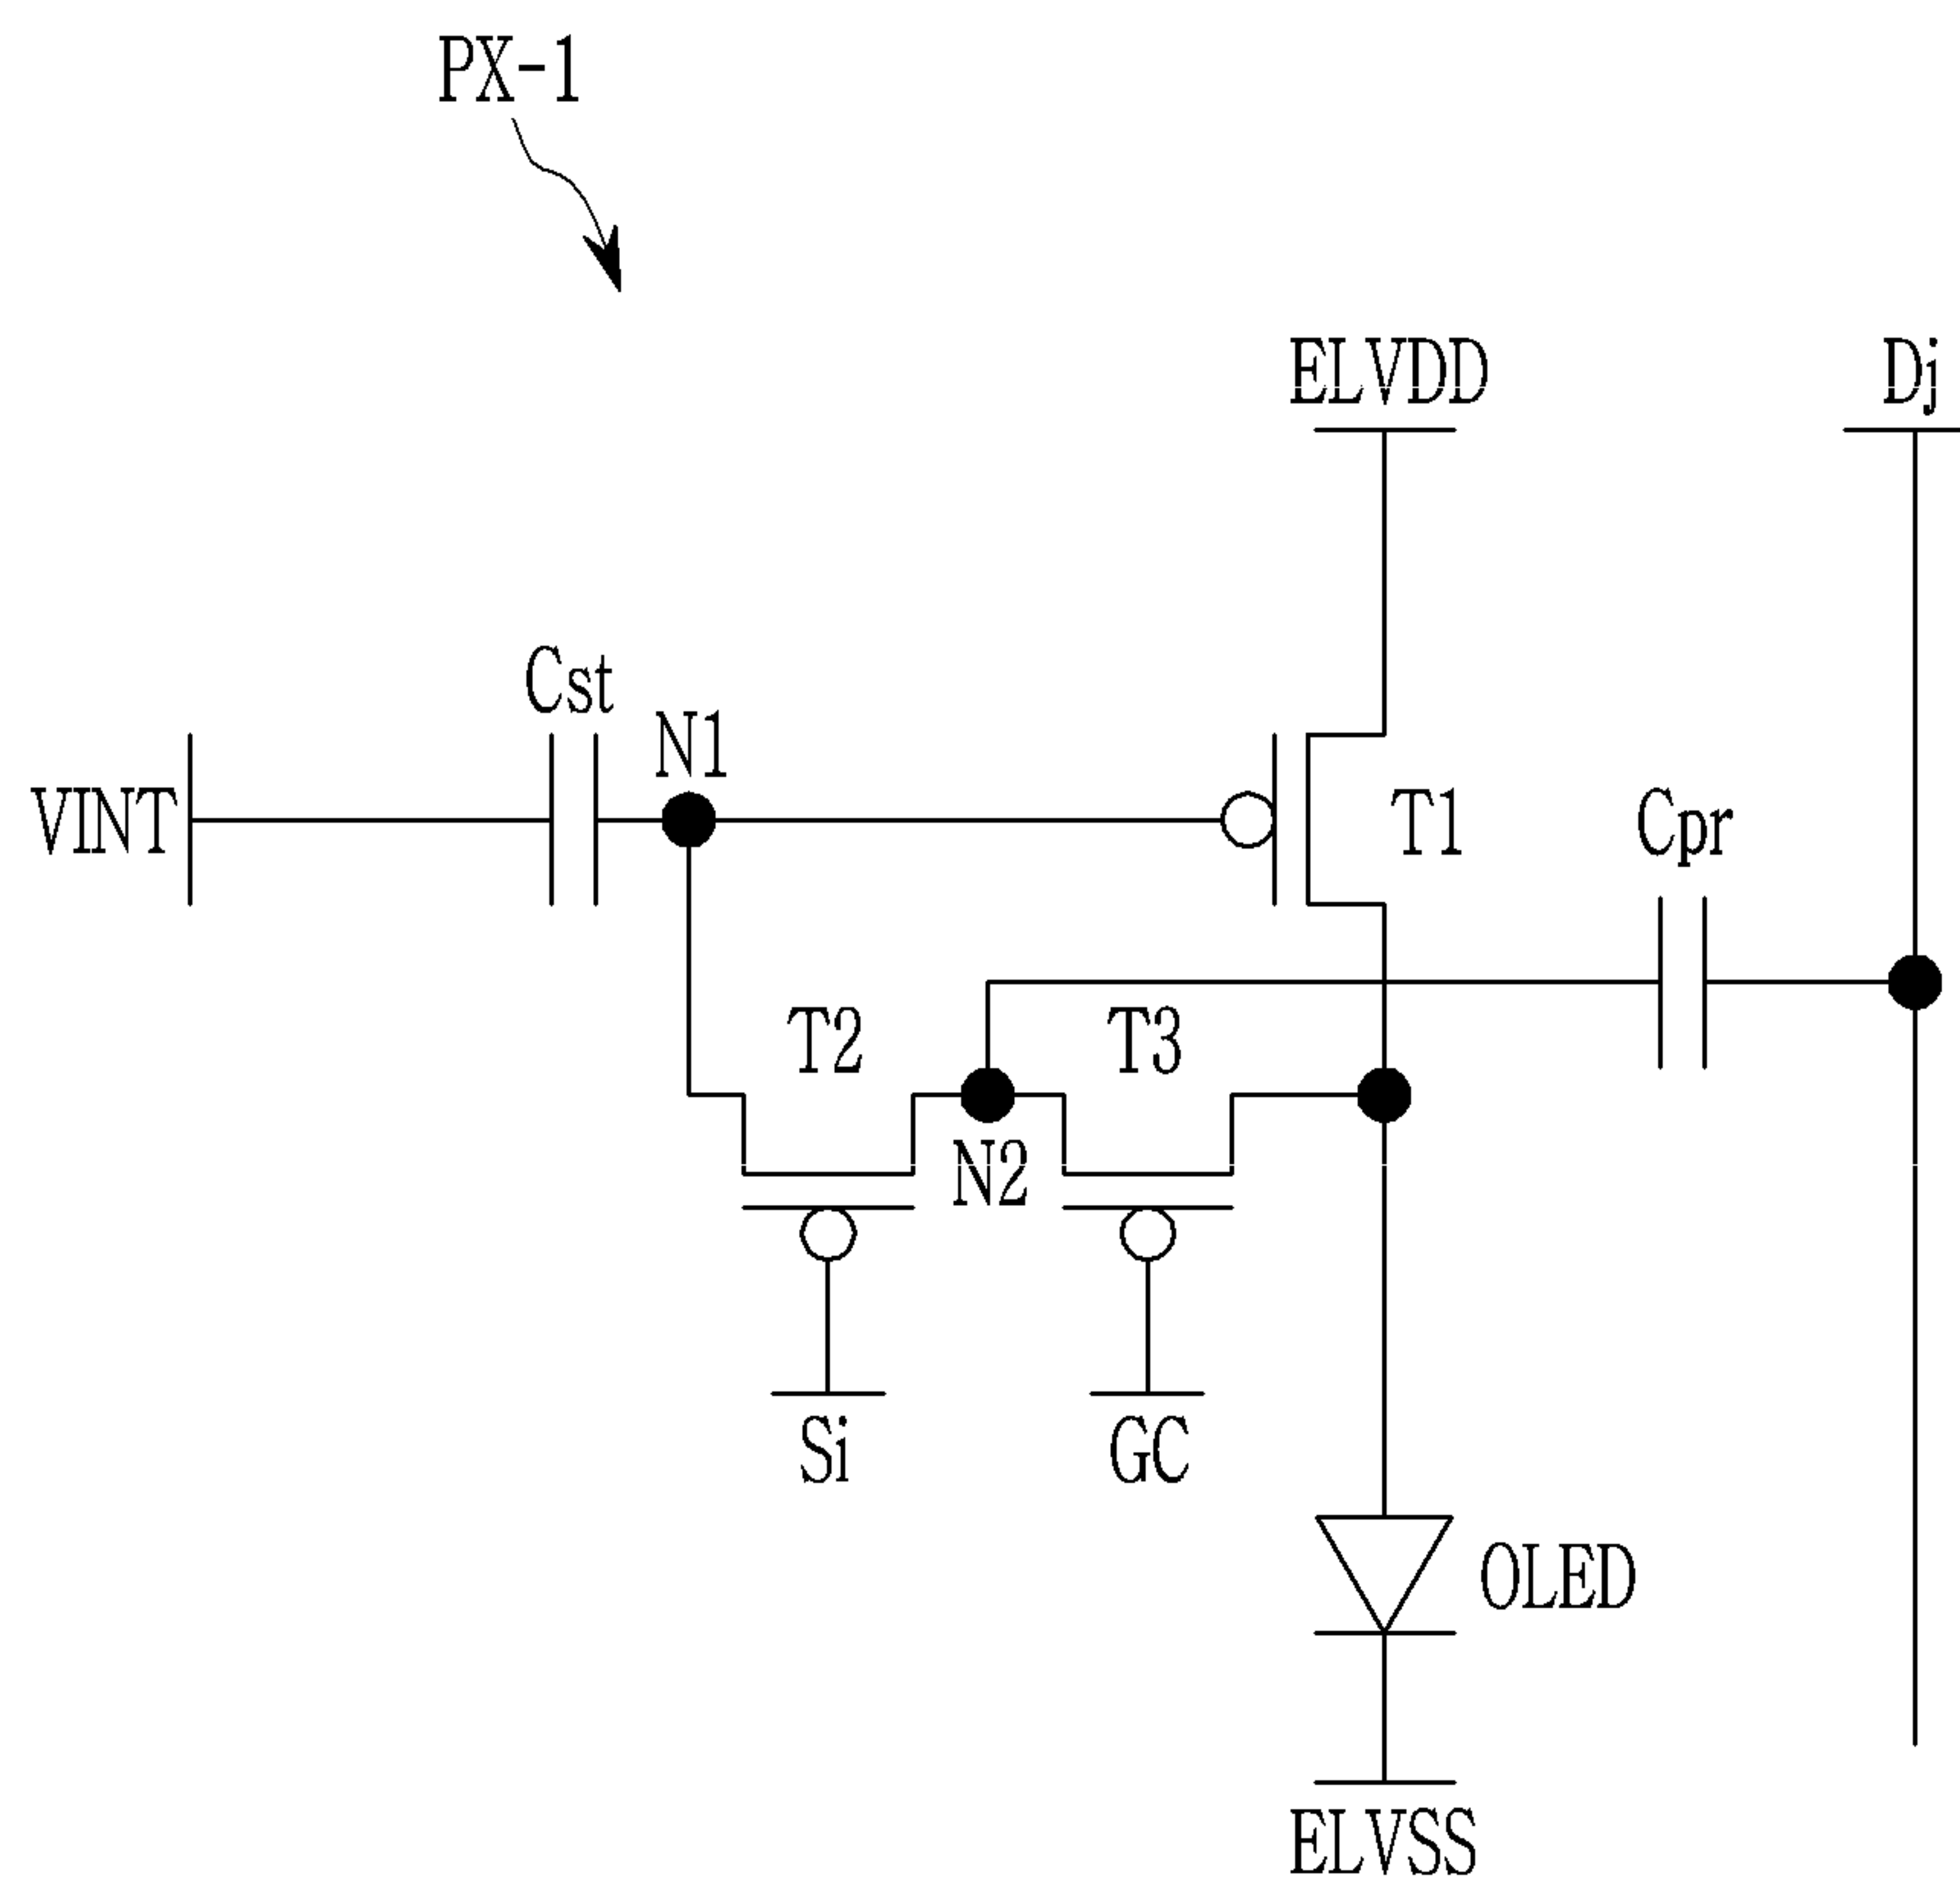 PX-1
ELVDD
Dj
Cst
N1
VINT
T1
Cpr
T2
T3
N2
Si
GC
OLED
ELVSS